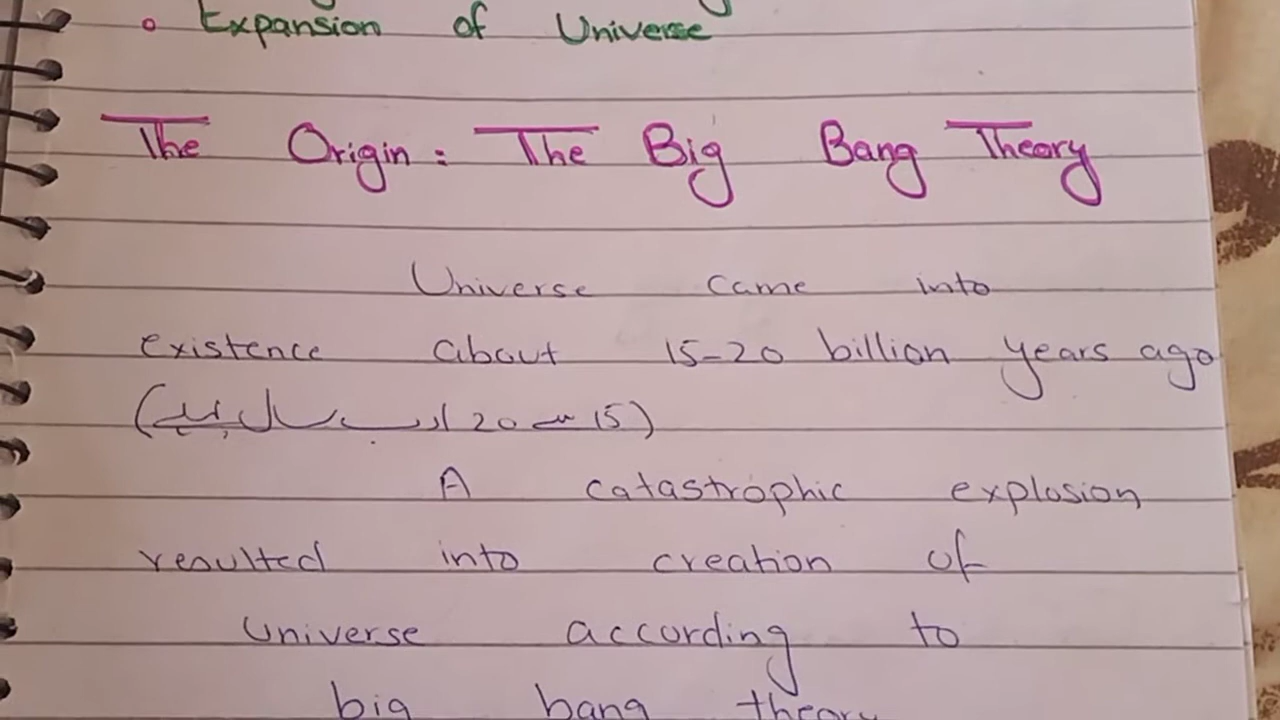 • Expansion of Universe
The Origin: The Big Bang Theory
Universe came into
existence about 15-20 billion years ago
(15 سے 20 ارب سال پہلے)
A catastrophic explosion
resulted into creation of
universe according to
big bang theory